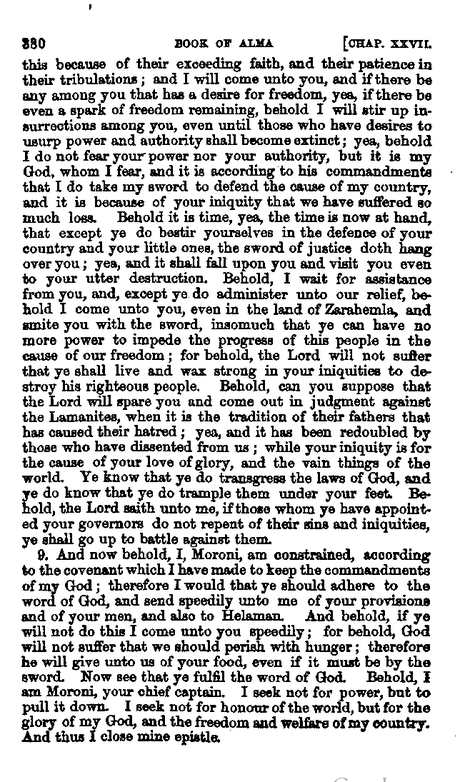 380 BOOK OF ALMA [CHAP. XXVII.
this because of their exceeding faith, and their patience in
their tribulations; and I will come unto you, and if there be
any among you that has a desire for freedom, yea, if there be
even a spark of freedom remaining, behold I will stir up in-
surrections among you, even until those who have desires to
usurp power and authority shall become extinct; yea, behold
I do not fear your power nor your authority, but it is my
God, whom I fear, and it is according to his commandments
that I do take my sword to defend the cause of my country,
and it is because of your iniquity that we have suffered so
much loss. Behold it is time, yea, the time is now at hand,
that except ye do bestir yourselves in the defence of your
country and your little ones, the sword of justice doth hang
over you; yea, and it shall fall upon you and visit you even
to your utter destruction. Behold, I wait for assistance
from you, and, except ye do administer unto our relief, be-
hold I come unto you, even in the land of Zarahemla, and
smite you with the sword, insomuch that ye can have no
more power to impede the progress of this people in the
cause of our freedom; for behold, the Lord will not suffer
that ye shall live and wax strong in your iniquities to de-
stroy his righteous people. Behold, can you suppose that
the Lord will spare you and come out in judgment against
the Lamanites, when it is the tradition of their fathers that
has caused their hatred; yea, and it has been redoubled by
those who have dissented from us; while your iniquity is for
the cause of your love of glory, and the vain things of the
world. Ye know that ye do transgress the laws of God, and
ye do know that ye do trample them under your feet. Be-
hold, the Lord saith unto me, if those whom ye have appoint-
ed your governors do not repent of their sins and iniquities,
ye shall go up to battle against them.
9. And now behold, I, Moroni, am constrained, according
to the covenant which I have made to keep the commandments
of my God; therefore I would that ye should adhere to the
word of God, and send speedily unto me of your provisions
and of your men, and also to Helaman. And behold, if ye
will not do this I come unto you speedily; for behold, God
will not suffer that we should perish with hunger; therefore
he will give unto us of your food, even if it must be by the
sword. Now see that ye fulfil the word of God. Behold, I
am Moroni, your chief captain. I seek not for power, but to
pull it down. I seek not for honour of the world, but for the
glory of my God, and the freedom and welfare of my country.
And thus I close mine epistle.